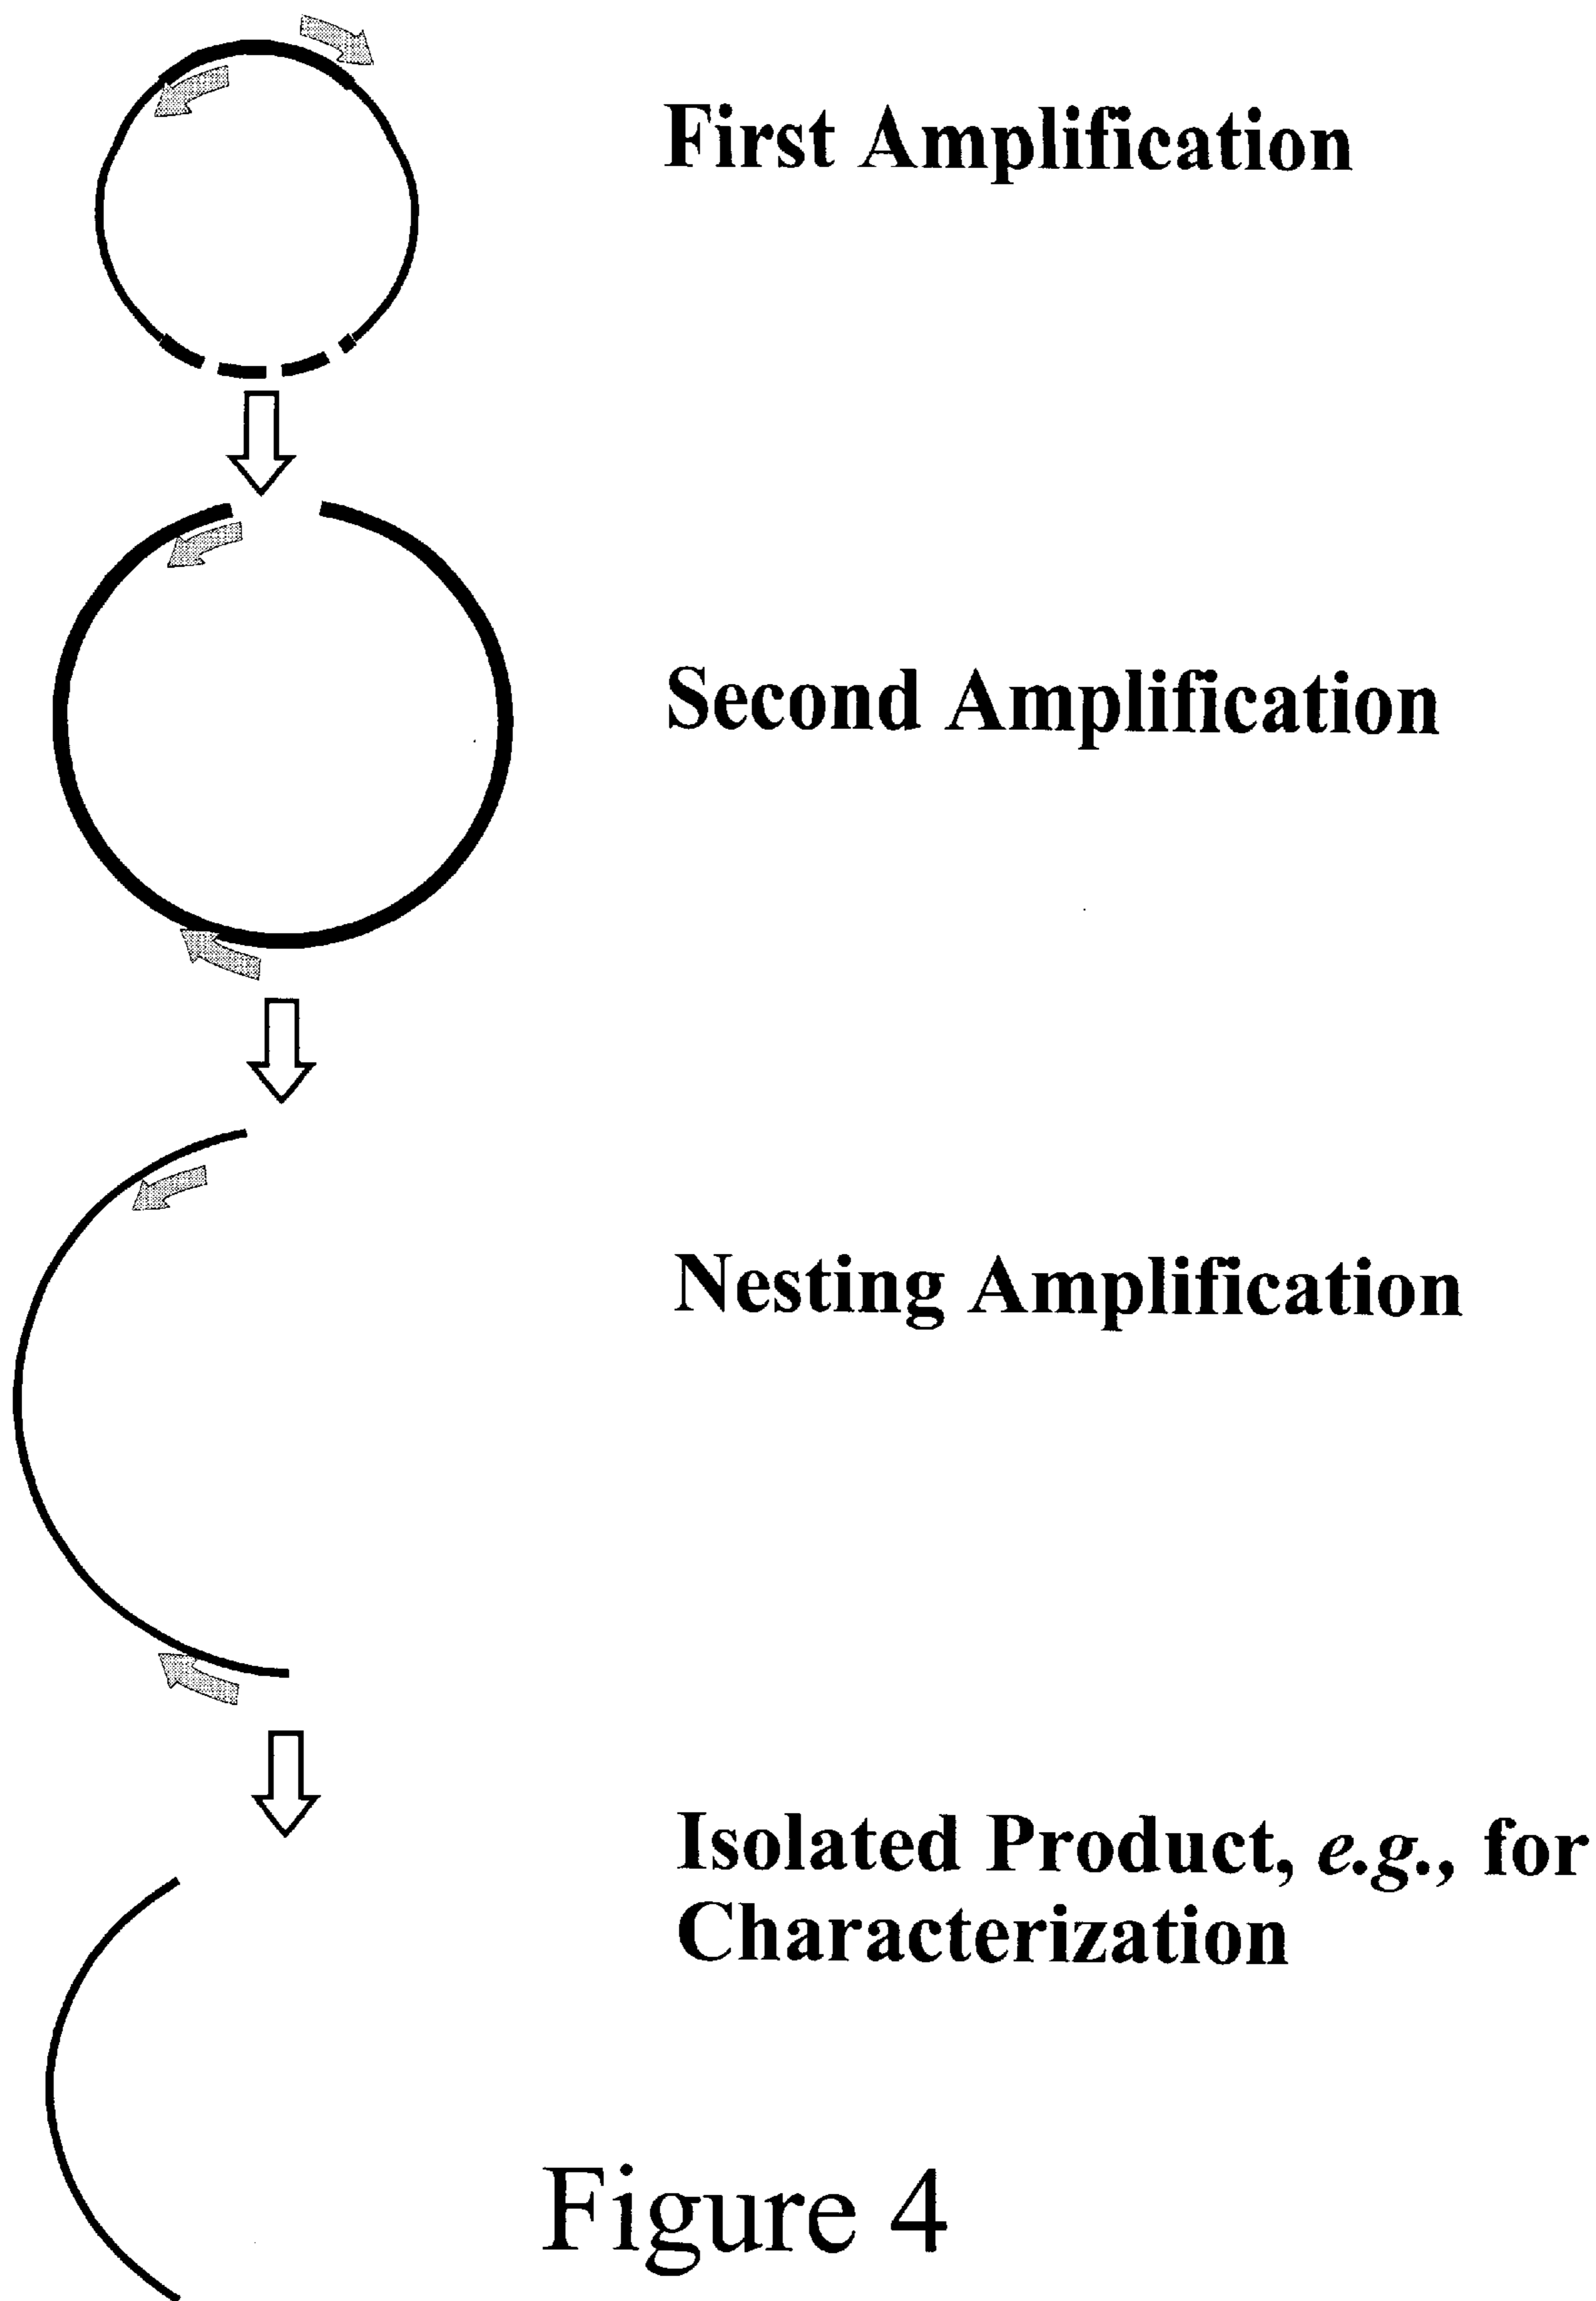 First Amplification
Second Amplification
Nesting Amplification
Isolated Product, e.g., for
Characterization
Figure 4